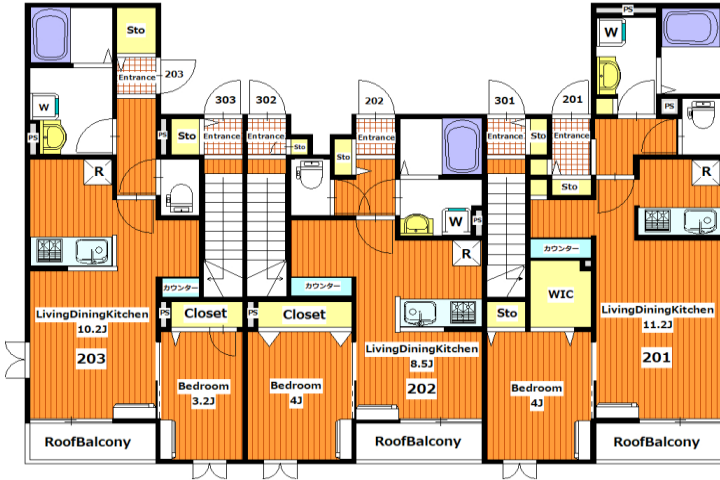 Sto
PS
W
PS
W
Entrance
203
303
302
202
301
201
W
PS
PS
Sto
Entrance
Entrance
Sto
Entrance
Entrance
Sto
Entrance
PS
Sto
R
Sto
R
W
PS
R
カウンター
カウンター
カウンター
WIC
LivingDiningKitchen
10.2J
203
PS
Closet
PS
Closet
LivingDiningKitchen
8.5J
202
Sto
LivingDiningKitchen
11.2J
201
Bedroom
3.2J
Bedroom
4J
Bedroom
4J
RoofBalcony
RoofBalcony
RoofBalcony